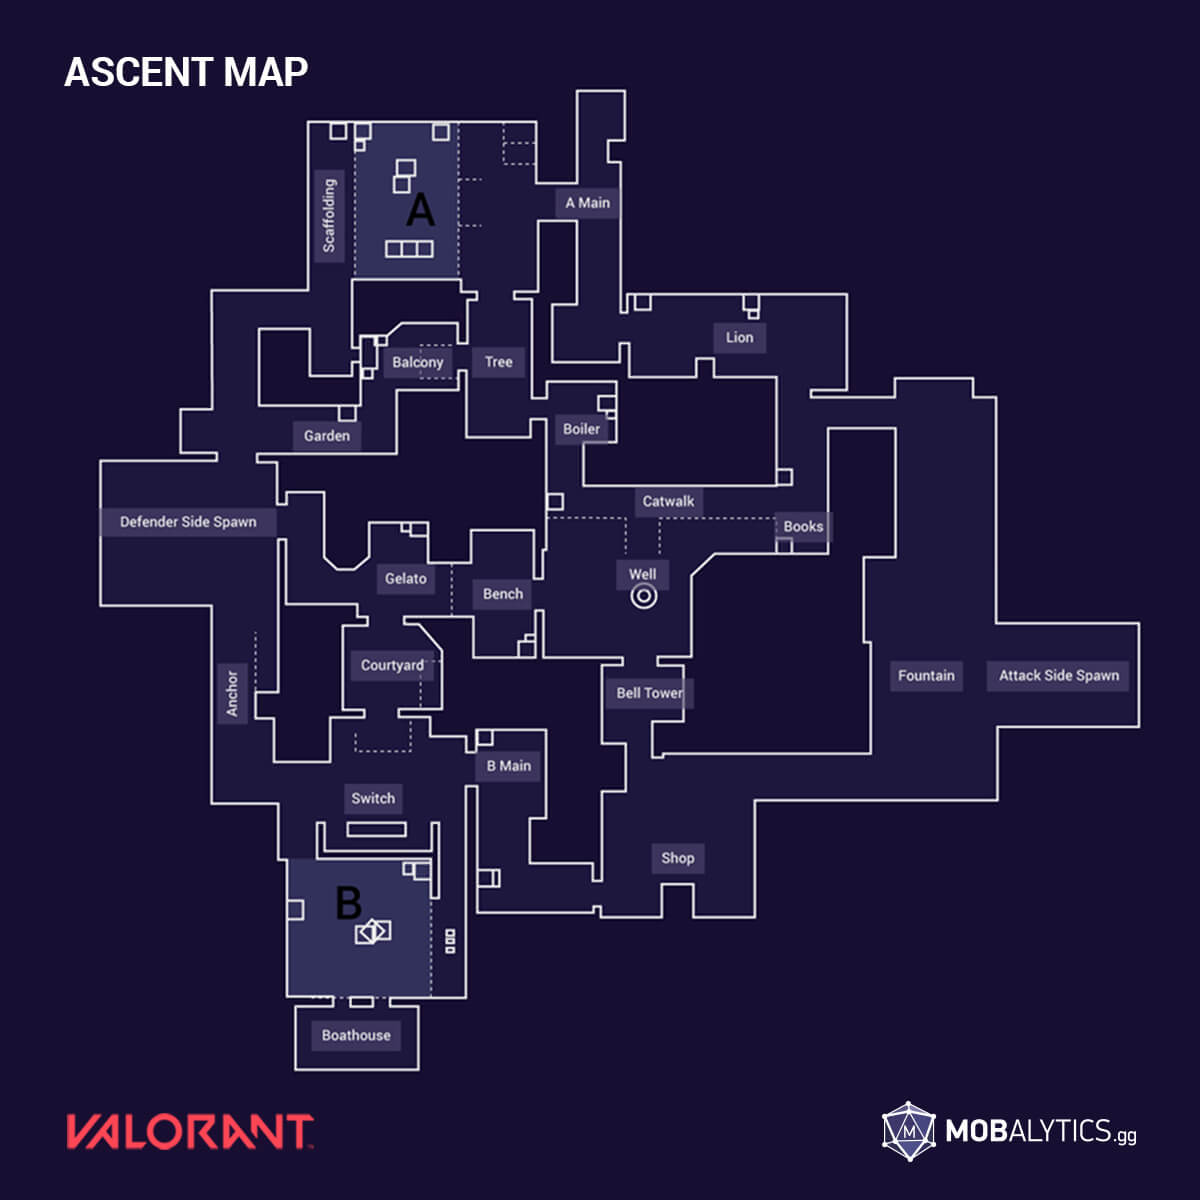 ASCENT MAP
Scaffolding
A
A Main
Lion
Balcony
Tree
Garden
Boiler
Catwalk
Defender Side Spawn
Books
Gelato
Well
Bench
Courtyard
Anchor
Bell Tower
Fountain
Attack Side Spawn
B Main
Switch
Shop
B
Boathouse
VALORANT
M
MOBALYTICS.gg